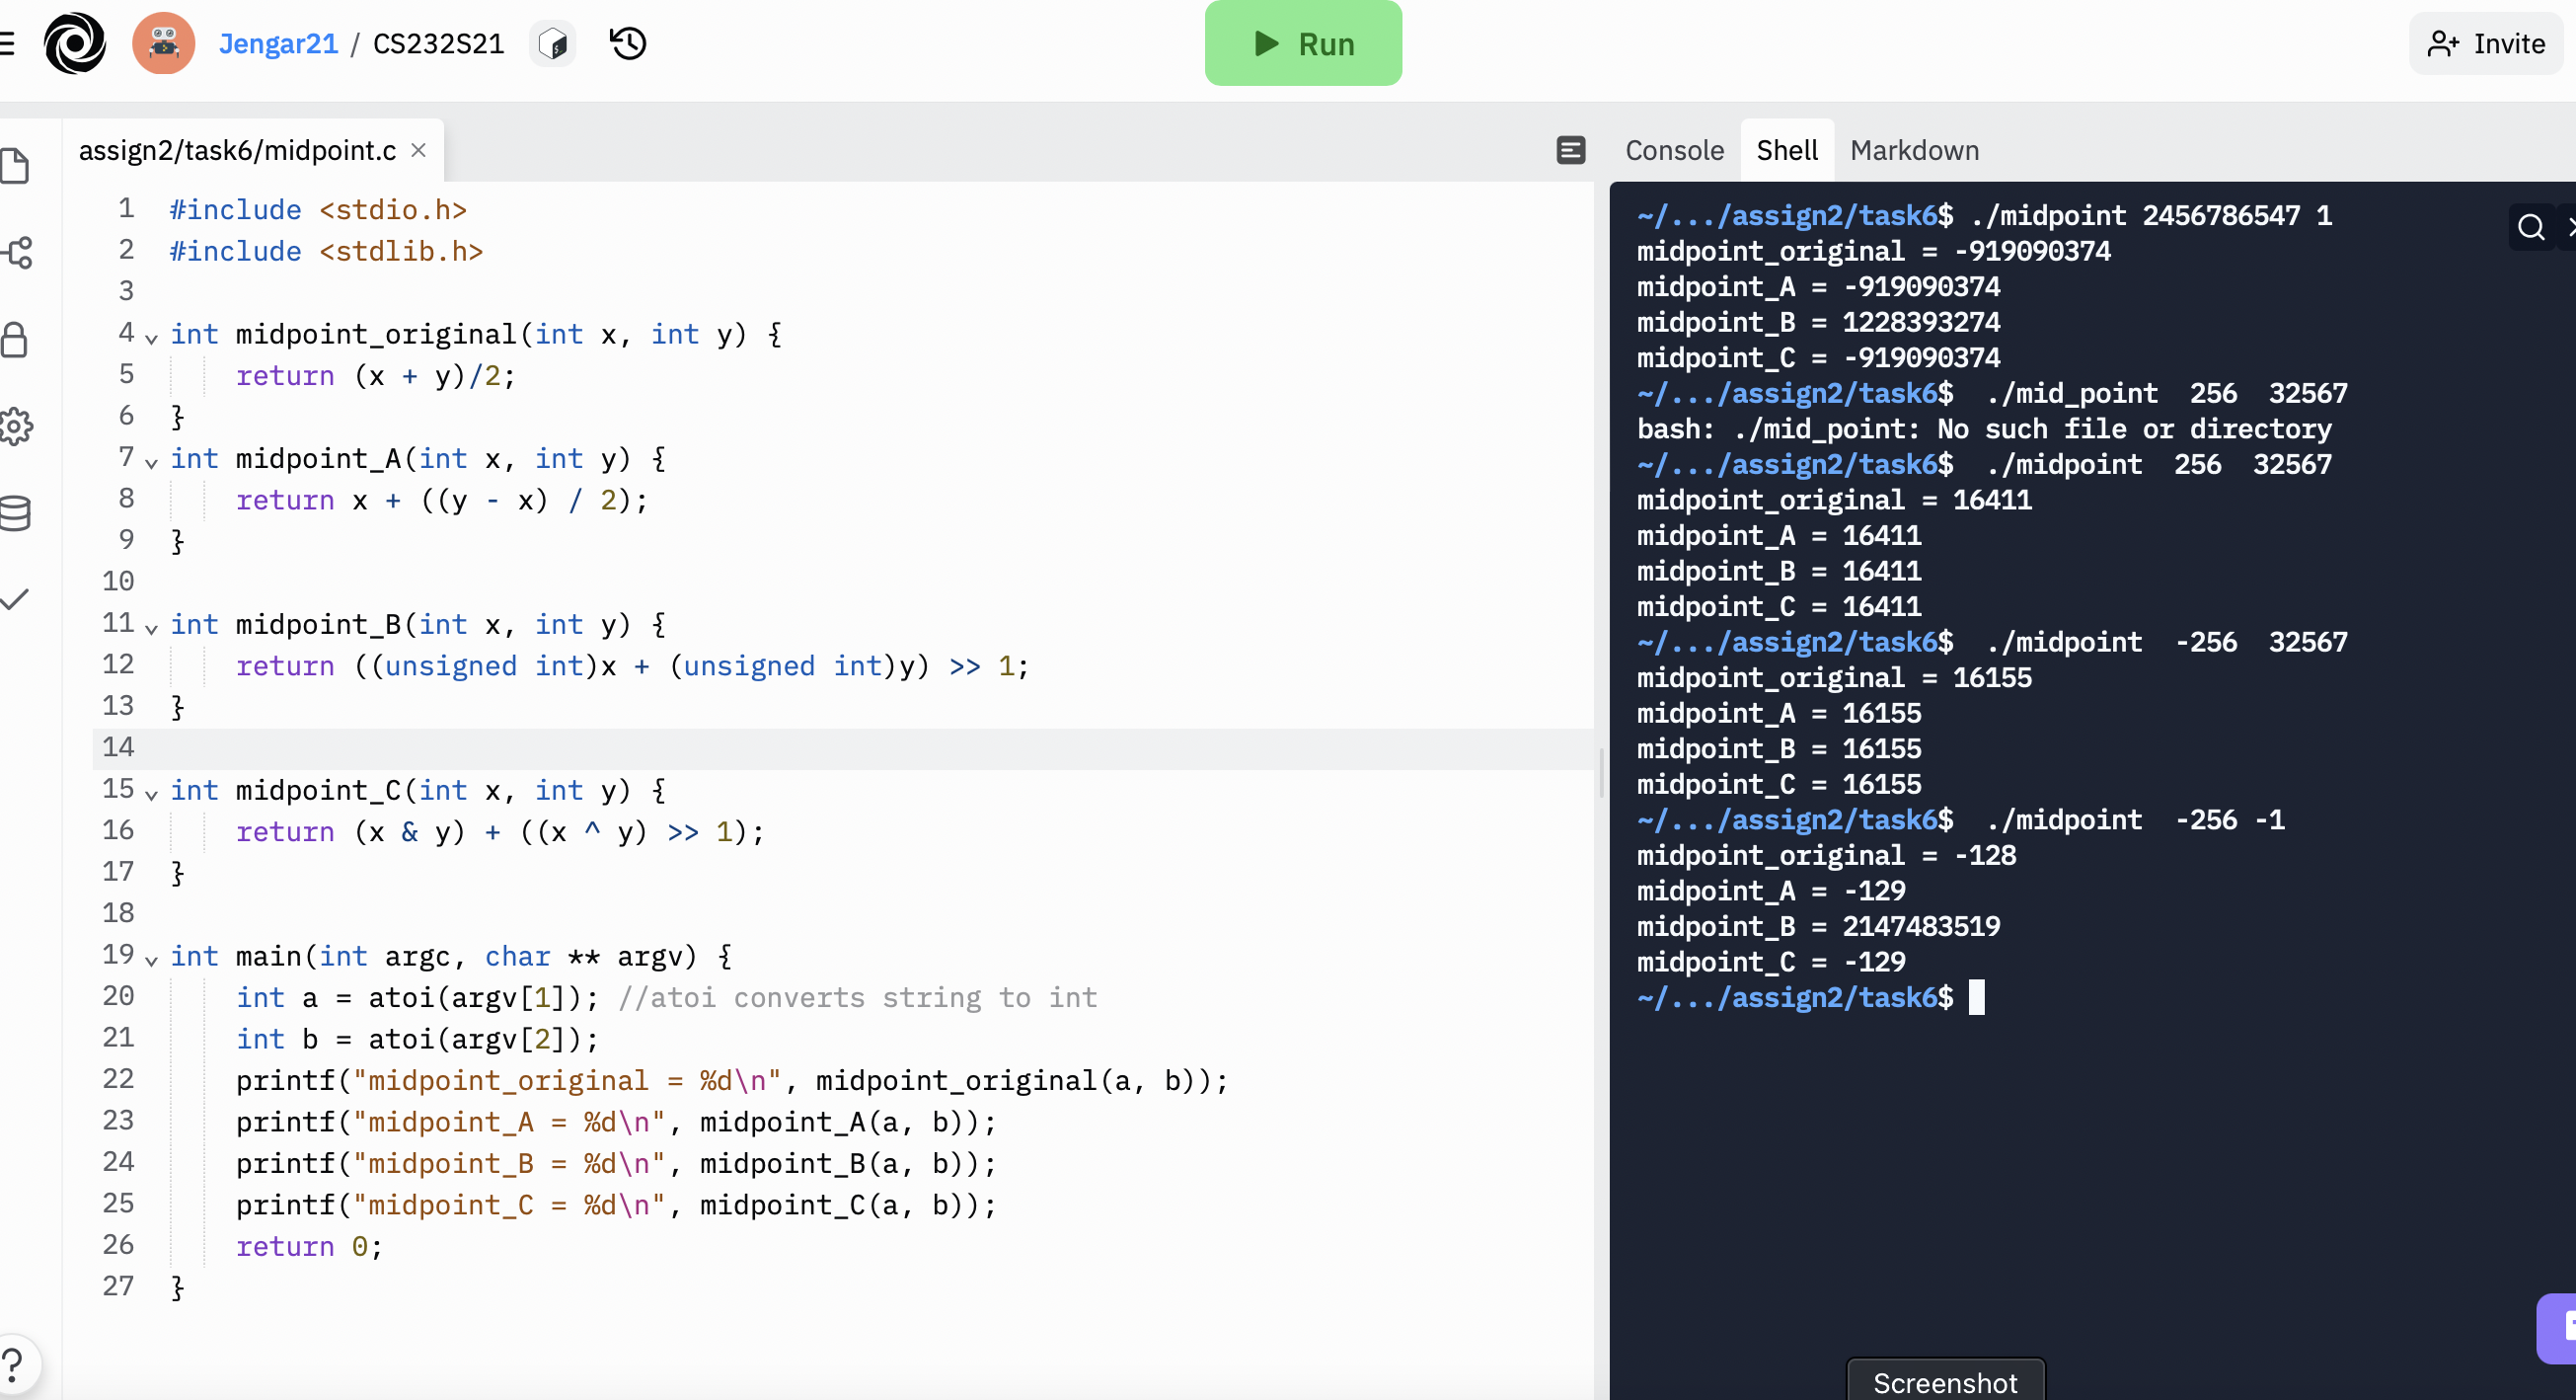 Jengar21 / CS232S21
Run
Invite
assign2/task6/midpoint.c ×
Console Shell Markdown
1 #include <stdio.h>
2 #include <stdlib.h>
3
4 int midpoint_original(int x, int y) {
5 return (x + y)/2;
6 }
7 int midpoint_A(int x, int y) {
8 return x + ((y - x) / 2);
9 }
10
11 int midpoint_B(int x, int y) {
12 return ((unsigned int)x + (unsigned int)y) >> 1;
13 }
14
15 int midpoint_C(int x, int y) {
16 return (x & y) + ((x ^ y) >> 1);
17 }
18
19 int main(int argc, char ** argv) {
20 int a = atoi(argv[1]); //atoi converts string to int
21 int b = atoi(argv[2]);
22 printf("midpoint_original = %d\n", midpoint_original(a, b));
23 printf("midpoint_A = %d\n", midpoint_A(a, b));
24 printf("midpoint_B = %d\n", midpoint_B(a, b));
25 printf("midpoint_C = %d\n", midpoint_C(a, b));
26 return 0;
27 }
~/.../assign2/task6$ ./midpoint 2456786547 1
midpoint_original = -919090374
midpoint_A = -919090374
midpoint_B = 1228393274
midpoint_C = -919090374
~/.../assign2/task6$ ./mid_point 256 32567
bash: ./mid_point: No such file or directory
~/.../assign2/task6$ ./midpoint 256 32567
midpoint_original = 16411
midpoint_A = 16411
midpoint_B = 16411
midpoint_C = 16411
~/.../assign2/task6$ ./midpoint -256 32567
midpoint_original = 16155
midpoint_A = 16155
midpoint_B = 16155
midpoint_C = 16155
~/.../assign2/task6$ ./midpoint -256 -1
midpoint_original = -128
midpoint_A = -129
midpoint_B = 2147483519
midpoint_C = -129
~/.../assign2/task6$
?
Screenshot